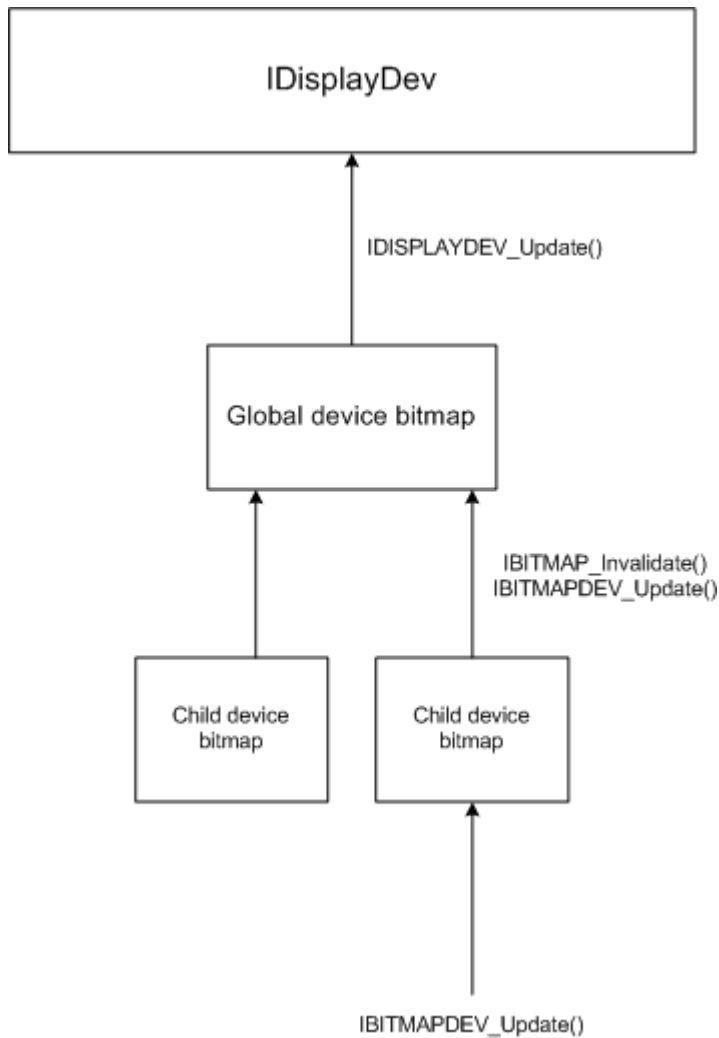 IDisplayDev
IDISPLAYDEV_Update()
Global device bitmap
IBITMAP_Invalidate()
IBITMAPDEV_Update()
Child device
bitmap
Child device
bitmap
IBITMAPDEV_Update()